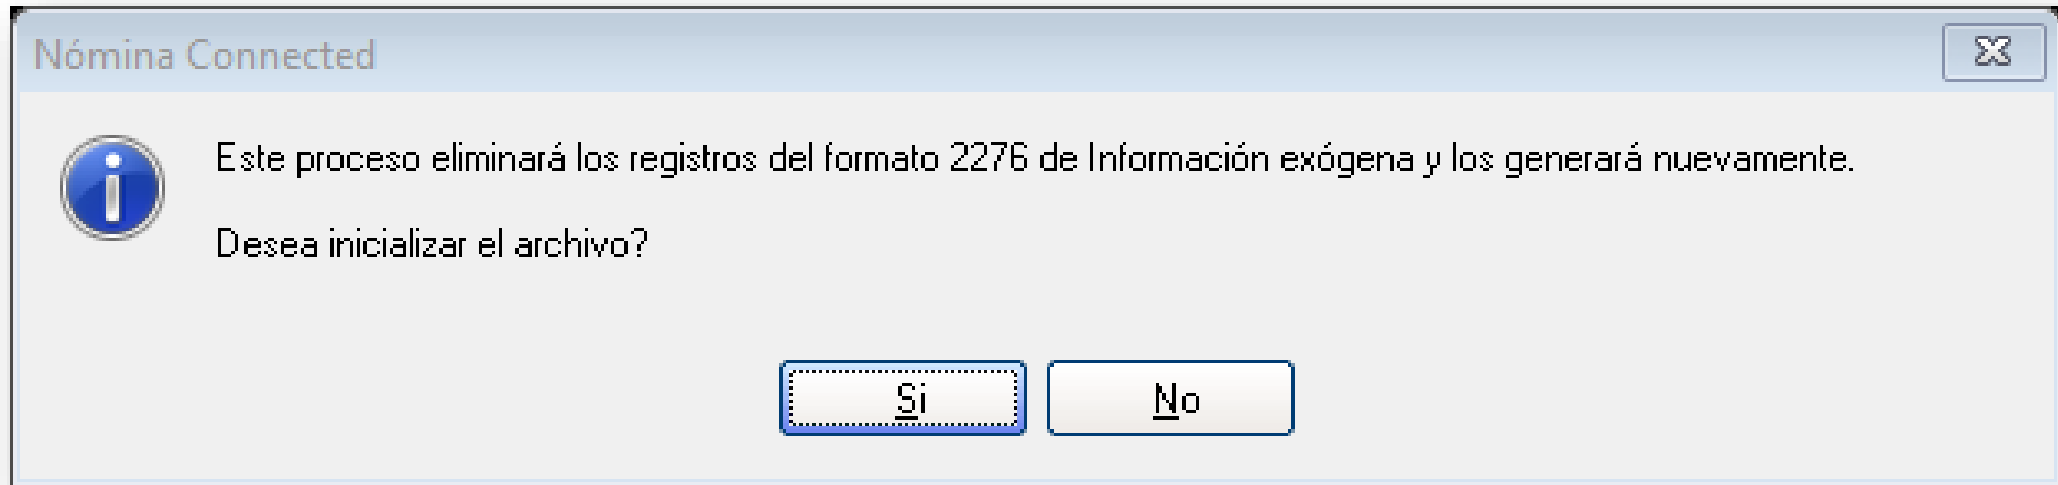 Nómina Connected
Este proceso eliminará los registros del formato 2276 de Información exógena y los generará nuevamente.
Desea inicializar el archivo?
Si
No